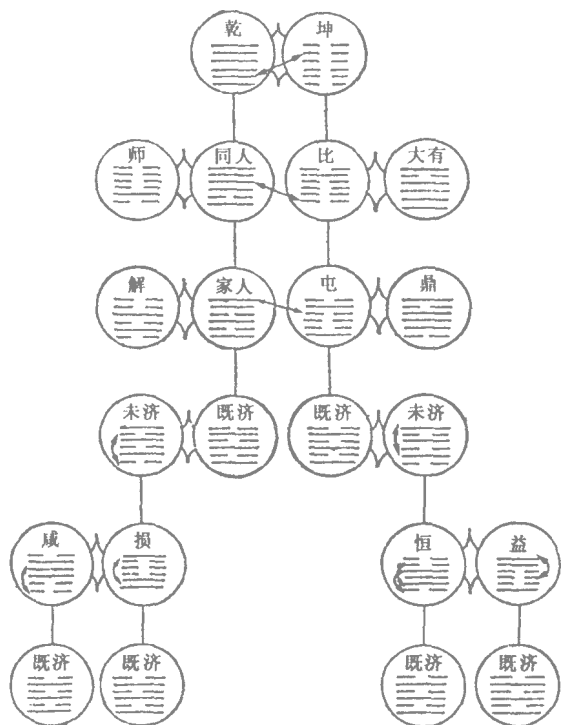 乾 坤
师 同人 比 大有
解 家人 屯 鼎
未济 既济 既济 未济
咸 损 恒 益
既济 既济 既济 既济